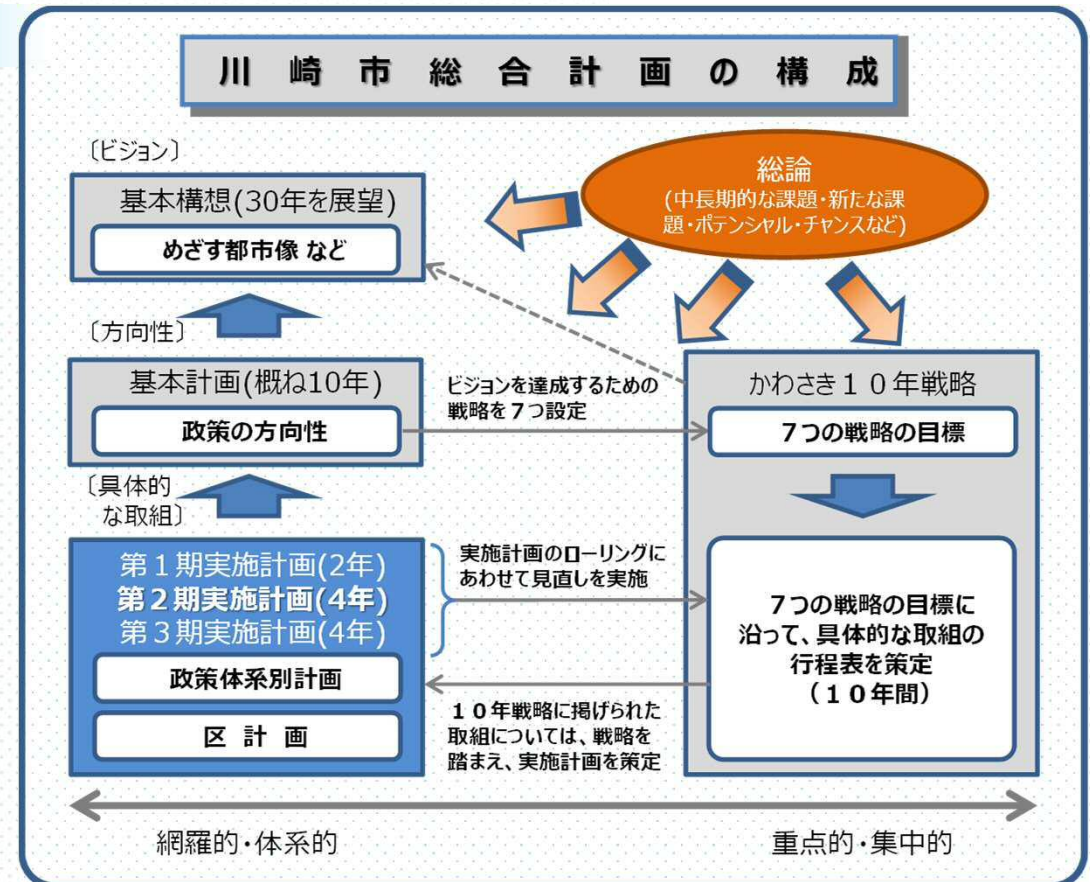 川崎市総合計画の構成
〔ビジョン〕
基本構想(30年を展望)
めざす都市像 など
総論
(中長期的な課題・新たな課
題・ポテンシャル・チャンスなど)
〔方向性〕
基本計画(概ね10年)
政策の方向性
ビジョンを達成するための
戦略を7つ設定
かわさき10年戦略
7つの戦略の目標
〔具体的
な取組〕
第1期実施計画(2年)
第2期実施計画(4年)
第3期実施計画(4年)
政策体系別計画
区 計 画
実施計画のローリングに
あわせて見直しを実施
10年戦略に掲げられた
取組については、戦略を
踏まえ、実施計画を策定
7つの戦略の目標に
沿って、具体的な取組の
行程表を策定
(10年間)
網羅的・体系的
重点的・集中的